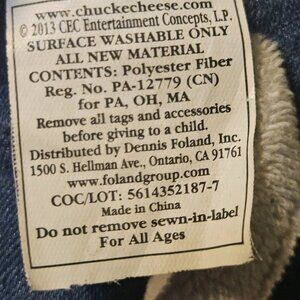 www.chuckecheese.com
© 2013 CEC Entertainment Concepts, L.P.
SURFACE WASHABLE ONLY
ALL NEW MATERIAL
CONTENTS: Polyester Fiber
Reg. No. PA-12779 (CN)
for PA, OH, MA
Remove all tags and accessories
before giving to a child.
Distributed by Dennis Foland, Inc.
1500 S. Hellman Ave., Ontario, CA 91761
www.folandgroup.com
COC/LOT: 5614352187-7
Made in China
Do not remove sewn-in-label
For All Ages